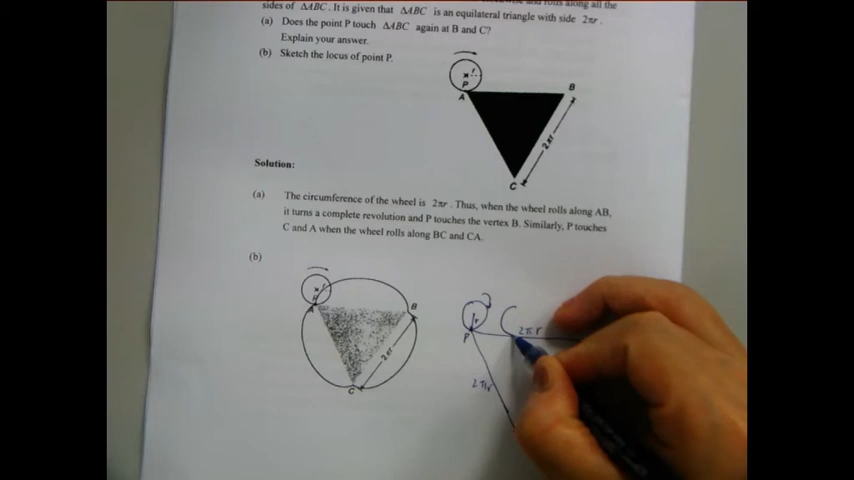 sides of △ABC. It is given that △ABC is an equilateral triangle with side 2πr.
(a) Does the point P touch △ABC again at B and C?
Explain your answer.
(b) Sketch the locus of point P.
r
P
A
B
2πr
C
Solution:
(a) The circumference of the wheel is 2πr. Thus, when the wheel rolls along AB,
it turns a complete revolution and P touches the vertex B. Similarly, P touches
C and A when the wheel rolls along BC and CA.
(b)
r
P
A
B
2πr
C
r
P
2πr
2πr